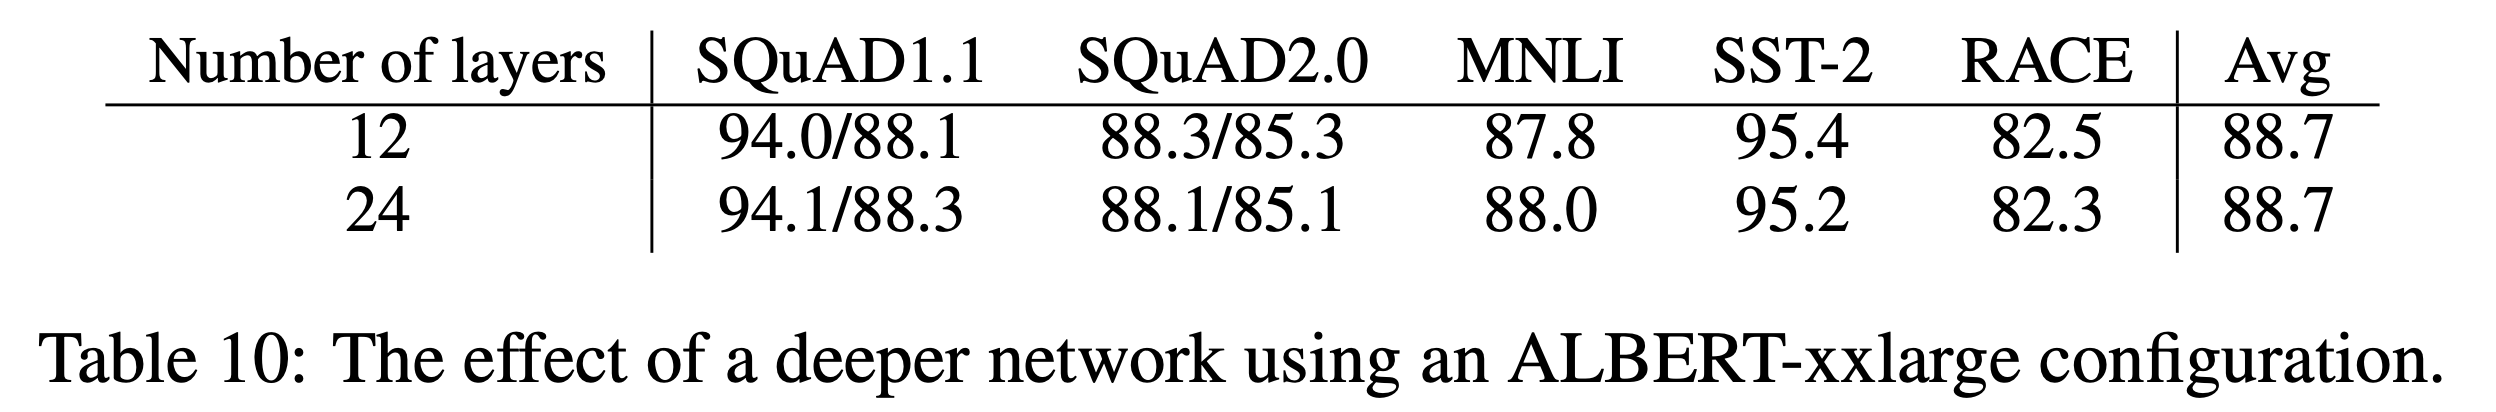 Number of layers SQuAD1.1 SQuAD2.0 MNLI SST-2 RACE Avg
12 94.0/88.1 88.3/85.3 87.8 95.4 82.5 88.7
24 94.1/88.3 88.1/85.1 88.0 95.2 82.3 88.7
Table 10: The effect of a deeper network using an ALBERT-xxlarge configuration.